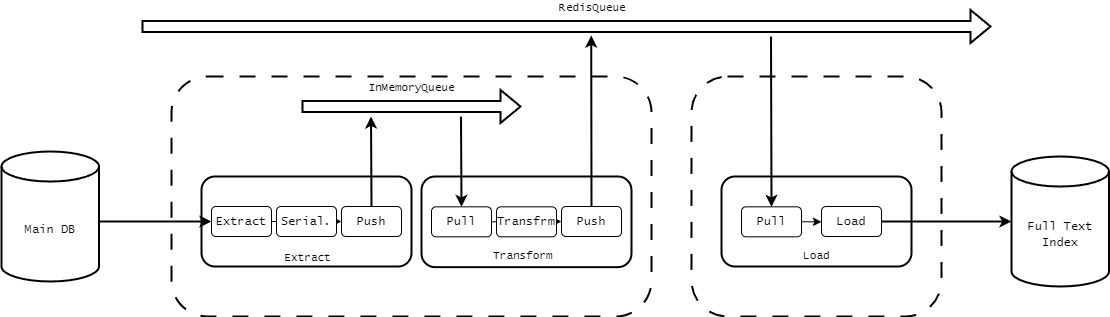 RedisQueue
InMemoryQueue
Main DB
Extract
Serial.
Push
Extract
Pull
Transfrm
Push
Transform
Pull
Load
Load
Full Text
Index